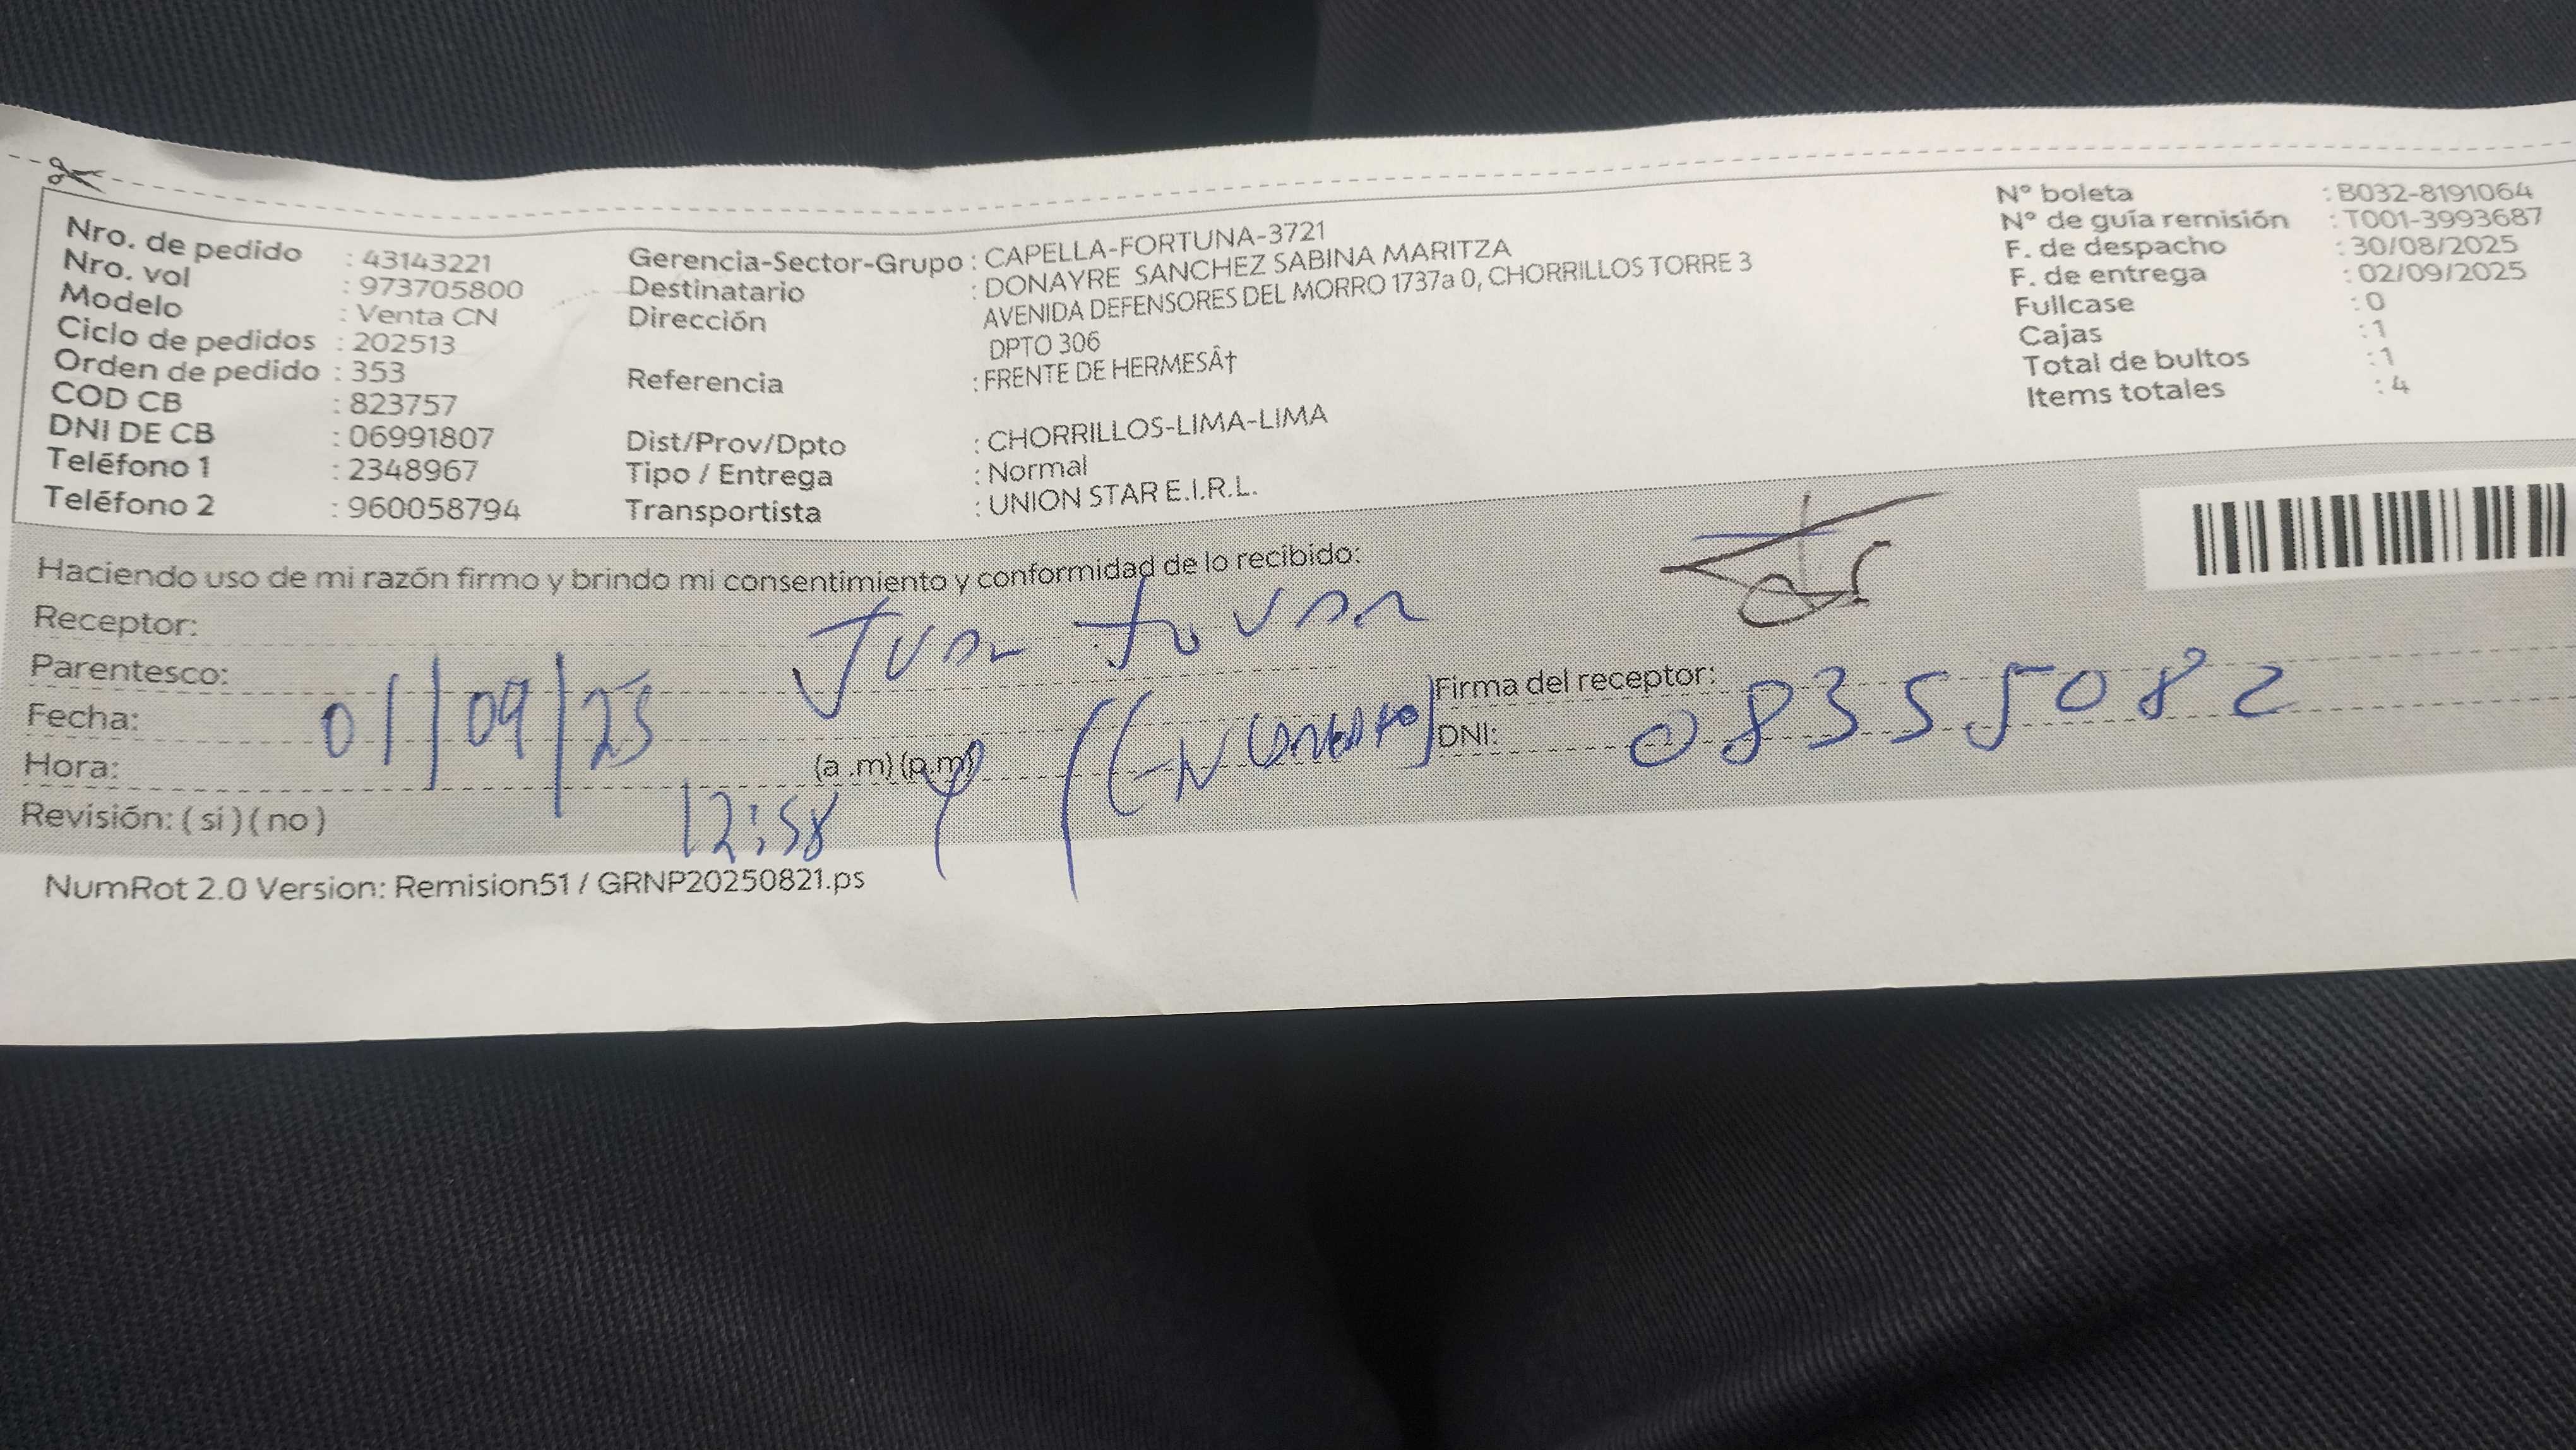 Nro. de pedido : 43143221
Nro. vol : 973705800
Modelo : Venta CN
Ciclo de pedidos : 202513
Orden de pedido : 353
COD CB : 823757
DNI DE CB : 06991807
Teléfono 1 : 2348967
Teléfono 2 : 960058794
Gerencia-Sector-Grupo : CAPELLA-FORTUNA-3721
Destinatario : DONAYRE SANCHEZ SABINA MARITZA
Dirección AVENIDA DEFENSORES DEL MORRO 1737a 0, CHORRILLOS TORRE 3
DPTO 306
Referencia : FRENTE DE HERMESÂ†
Dist/Prov/Dpto : CHORRILLOS-LIMA-LIMA
Tipo / Entrega : Normal
Transportista : UNION STAR E.I.R.L.
N° boleta : B032-8191064
N° de guía remisión : T001-3993687
F. de despacho : 30/08/2025
F. de entrega : 02/09/2025
Fullcase : 0
Cajas : 1
Total de bultos : 1
Items totales : 4
Haciendo uso de mi razón firmo y brindo mi consentimiento y conformidad de lo recibido:
Receptor: Juan
Parentesco:
Firma del receptor:
Fecha: 01/09/25
DNI: 08355082
Hora: 12:58 (a .m) (p.m)
Revisión: ( si ) ( no )
NumRot 2.0 Version: Remision51 / GRNP20250821.ps